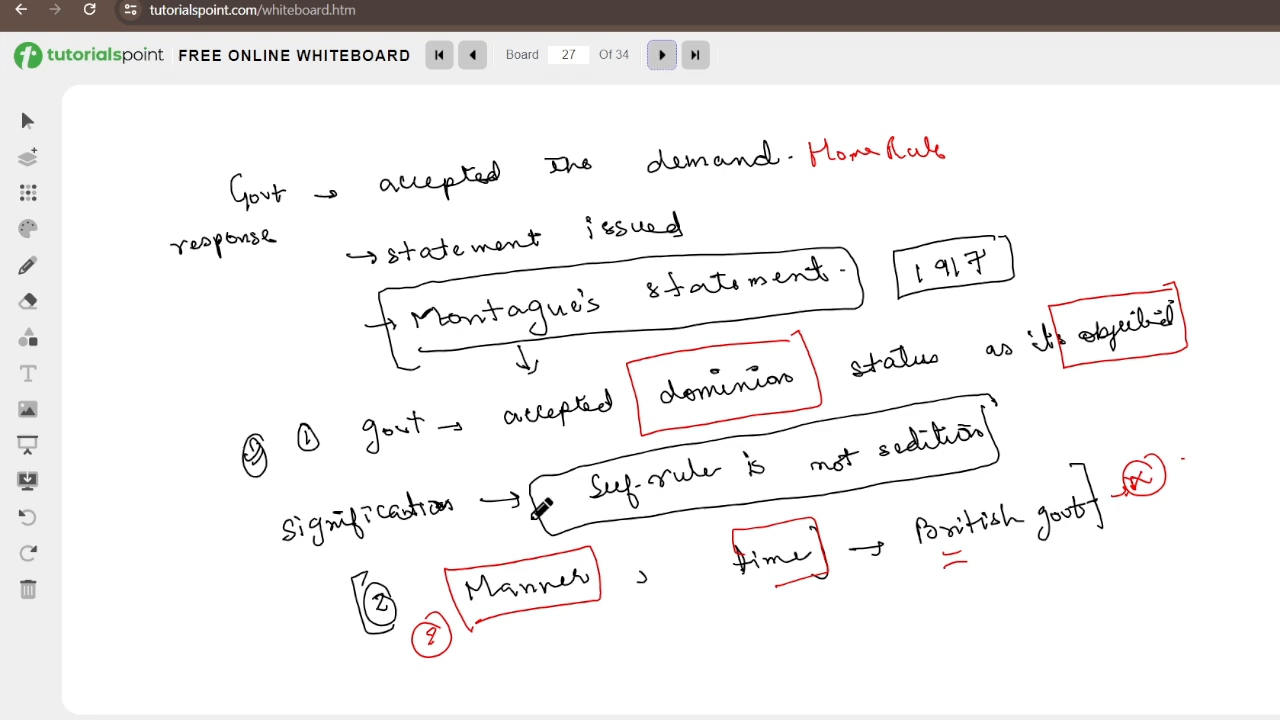 tutorialspoint.com/whiteboard.htm
tutorialspoint FREE ONLINE WHITEBOARD Board 27 Of 34
Govt → accepted the demand. Home Rule
response
→ statement issued
→ Montague's statement. 1917
① govt → accepted dominion status as its
signification → Self-rule is not sedition
② Manner, time → British govt